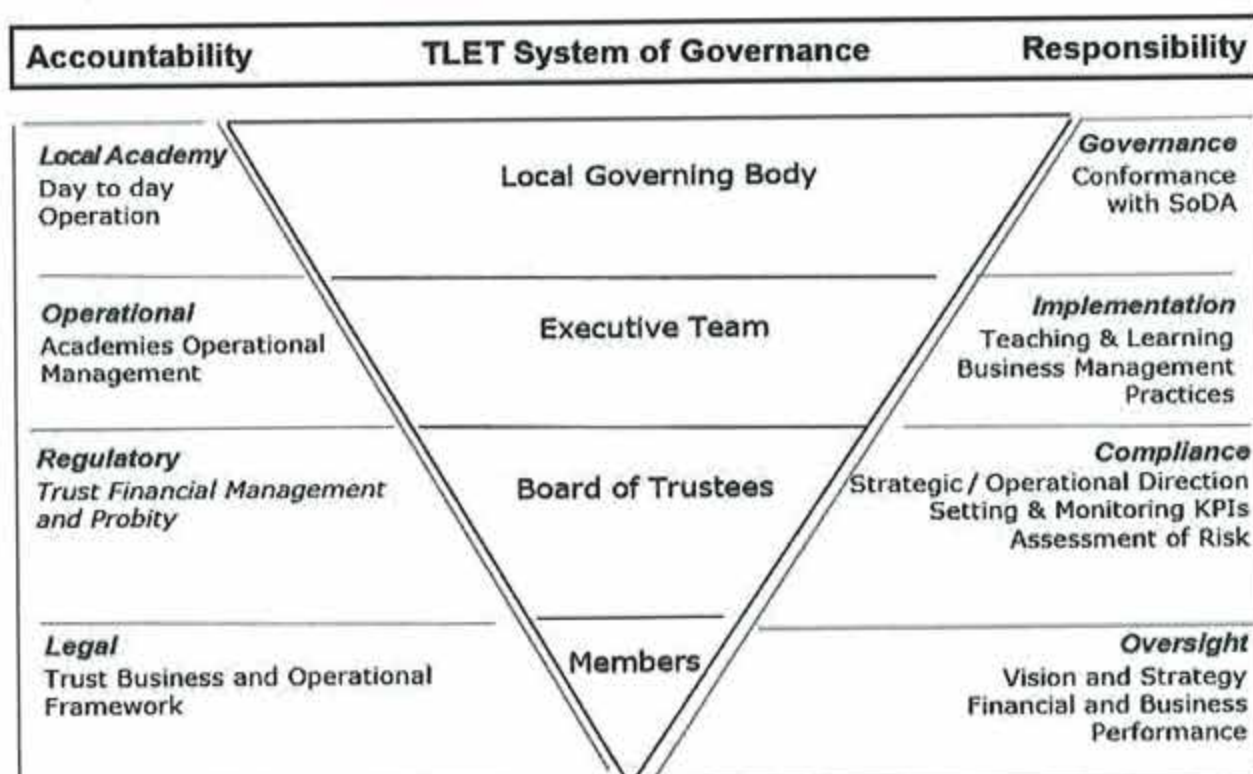 Accountability TLET System of Governance Responsibility
Local Academy
Day to day
Operation
Local Governing Body
Governance
Conformance
with SoDA
Operational
Academies Operational
Management
Executive Team
Implementation
Teaching & Learning
Business Management
Practices
Regulatory
Trust Financial Management
and Probity
Board of Trustees
Compliance
Strategic / Operational Direction
Setting & Monitoring KPIs
Assessment of Risk
Legal
Trust Business and Operational
Framework
Members
Oversight
Vision and Strategy
Financial and Business
Performance